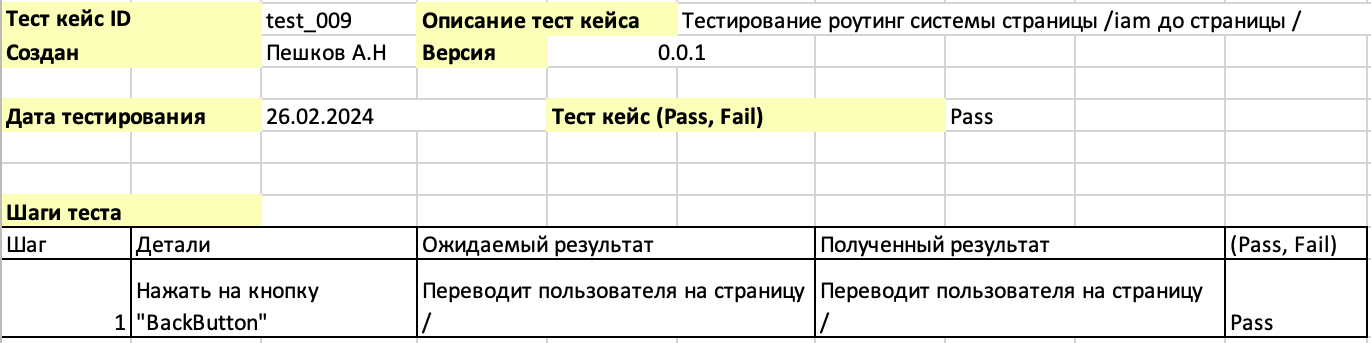 Тест кейс ID test_009 Описание тест кейса Тестирование роутинг системы страницы /iam до страницы /
Создан Пешков А.Н Версия 0.0.1
Дата тестирования 26.02.2024 Тест кейс (Pass, Fail) Pass
Шаги теста
Шаг Детали Ожидаемый результат Полученный результат (Pass, Fail)
Нажать на кнопку Переводит пользователя на страницу Переводит пользователя на страницу
1 "BackButton" / / Pass